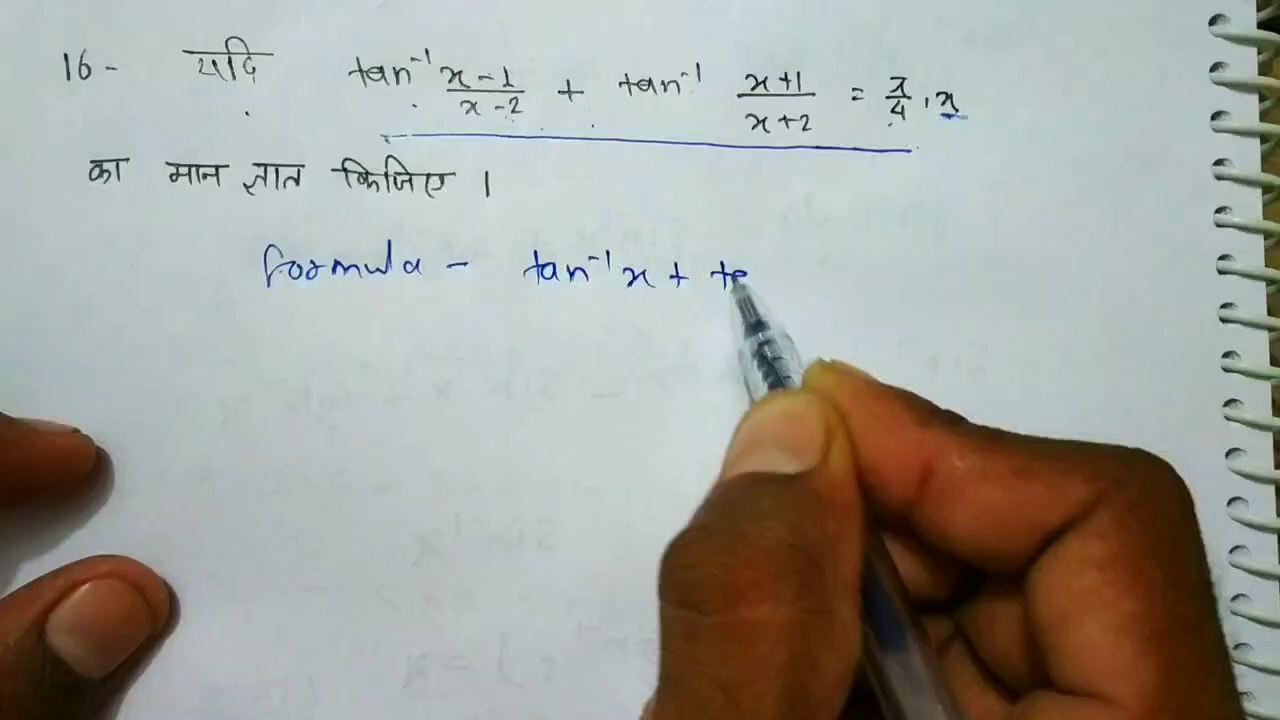 16- यदि tan⁻¹ x-1/x-2 + tan⁻¹ x+1/x+2 = π/4, x
का मान ज्ञात किजिए ।
formula - tan⁻¹x + ta